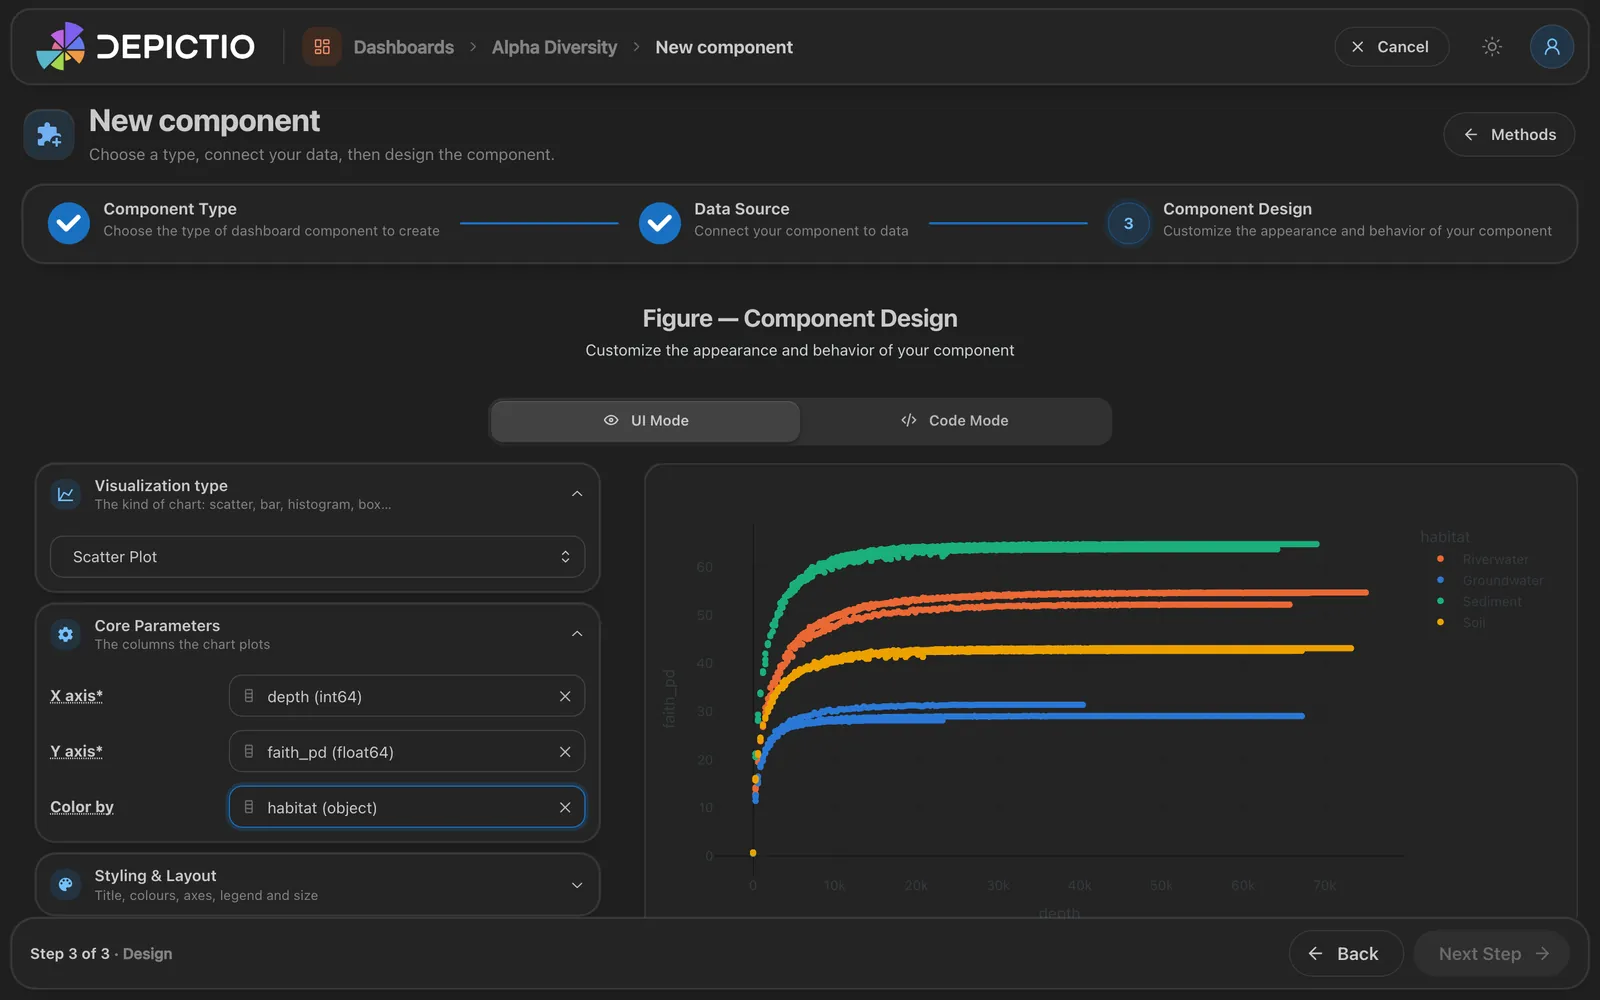 DEPICTIO
Dashboards > Alpha Diversity > New component
Cancel
New component
Choose a type, connect your data, then design the component.
Methods
Component Type
Choose the type of dashboard component to create
Data Source
Connect your component to data
3
Component Design
Customize the appearance and behavior of your component
Figure — Component Design
Customize the appearance and behavior of your component
UI Mode
</> Code Mode
Visualization type
The kind of chart: scatter, bar, histogram, box...
Scatter Plot
Core Parameters
The columns the chart plots
X axis*
depth (int64)
Y axis*
faith_pd (float64)
Color by
habitat (object)
Styling & Layout
Title, colours, axes, legend and size
habitat
Riverwater
Groundwater
Sediment
Soil
faith_pd
60
50
40
30
20
10
0
0 10k 20k 30k 40k 50k 60k 70k
depth
Step 3 of 3 · Design
Back
Next Step